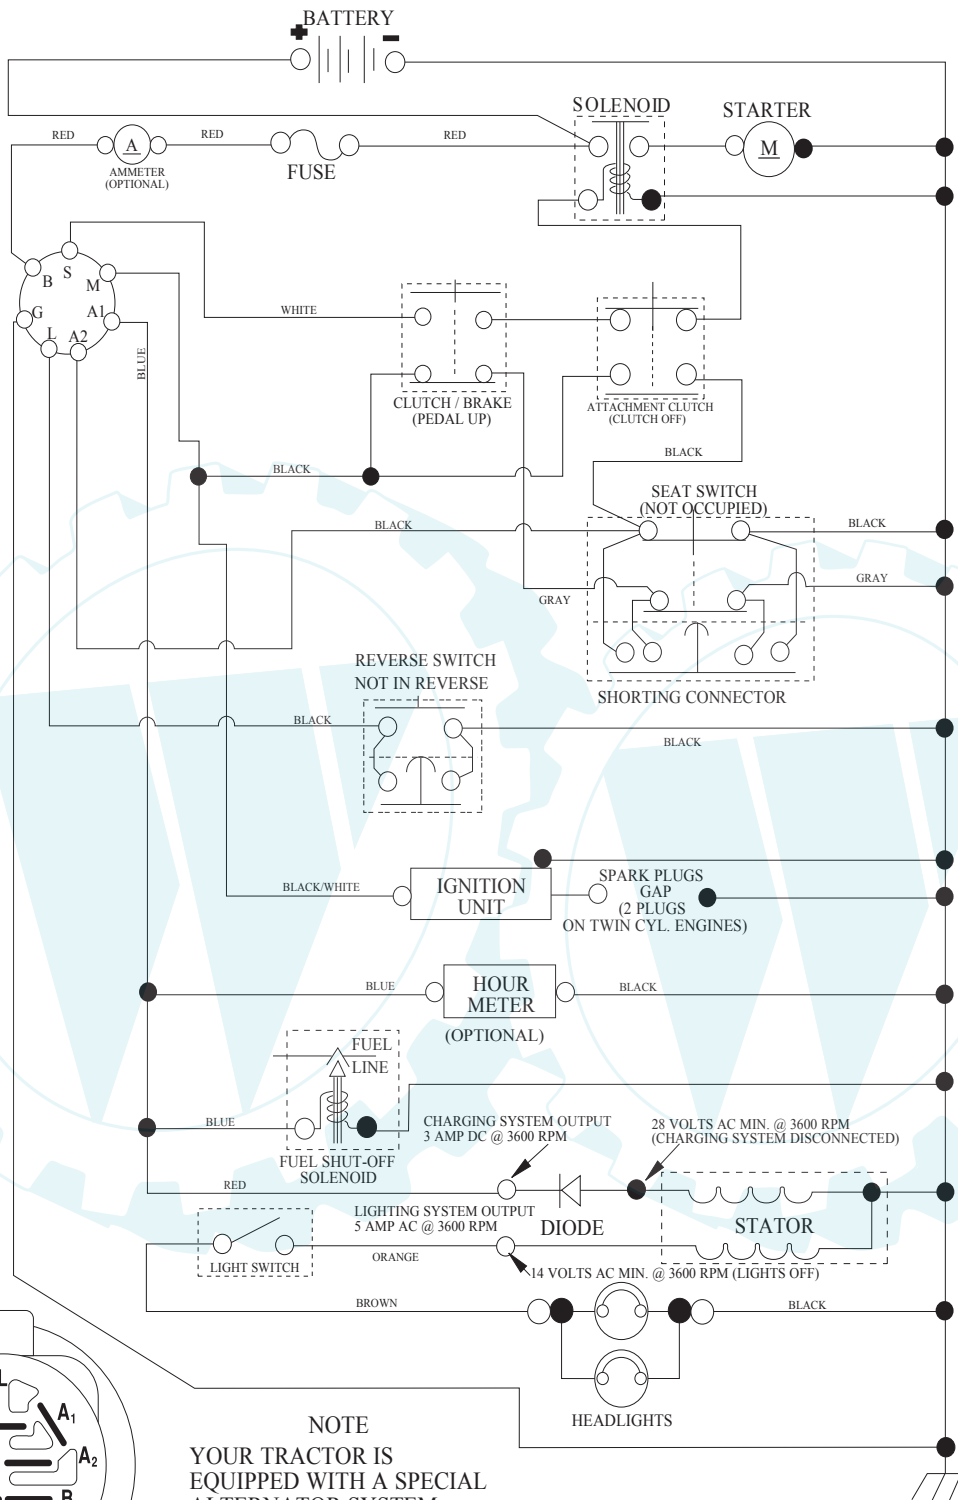 BATTERY
SOLENOID
STARTER
RED
A
RED
RED
M
AMMETER
(OPTIONAL)
FUSE
B
S
M
G
A1
L
A2
WHITE
BLUE
CLUTCH / BRAKE
(PEDAL UP)
ATTACHMENT CLUTCH
(CLUTCH OFF)
BLACK
BLACK
SEAT SWITCH
(NOT OCCUPIED)
BLACK
BLACK
GRAY
GRAY
REVERSE SWITCH
NOT IN REVERSE
SHORTING CONNECTOR
BLACK
BLACK
BLACK/WHITE
IGNITION
UNIT
SPARK PLUGS
GAP
(2 PLUGS
ON TWIN CYL. ENGINES)
BLUE
HOUR
METER
BLACK
(OPTIONAL)
FUEL
LINE
BLUE
FUEL SHUT-OFF
SOLENOID
CHARGING SYSTEM OUTPUT
3 AMP DC @ 3600 RPM
28 VOLTS AC MIN. @ 3600 RPM
(CHARGING SYSTEM DISCONNECTED)
RED
LIGHTING SYSTEM OUTPUT
5 AMP AC @ 3600 RPM
DIODE
STATOR
LIGHT SWITCH
ORANGE
14 VOLTS AC MIN. @ 3600 RPM (LIGHTS OFF)
BROWN
BLACK
HEADLIGHTS
L
A1
A2
B
NOTE
YOUR TRACTOR IS
EQUIPPED WITH A SPECIAL
ALTERNATOR SYSTEM